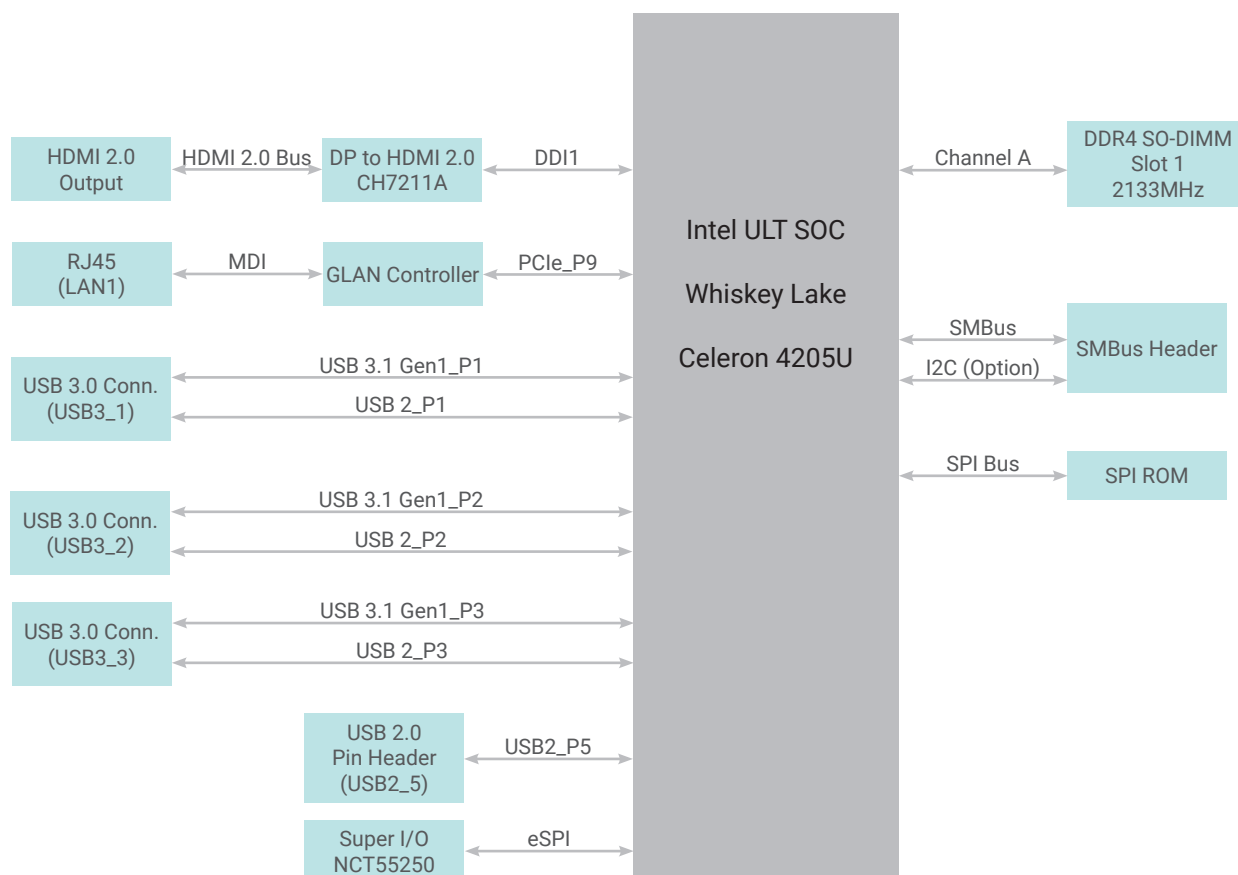 HDMI 2.0
Output
HDMI 2.0 Bus
DP to HDMI 2.0
CH7211A
DDI1
RJ45
(LAN1)
MDI
GLAN Controller
PCIe_P9
USB 3.0 Conn.
(USB3_1)
USB 3.1 Gen1_P1
USB 2_P1
USB 3.0 Conn.
(USB3_2)
USB 3.1 Gen1_P2
USB 2_P2
USB 3.0 Conn.
(USB3_3)
USB 3.1 Gen1_P3
USB 2_P3
USB 2.0
Pin Header
(USB2_5)
USB2_P5
Super I/O
NCT55250
eSPI
Intel ULT SOC
Whiskey Lake
Celeron 4205U
Channel A
DDR4 SO-DIMM
Slot 1
2133MHz
SMBus
I2C (Option)
SMBus Header
SPI Bus
SPI ROM